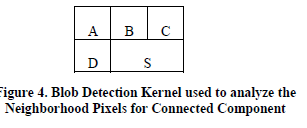 A B C
D S
Figure 4. Blob Detection Kernel used to analyze the
Neighborhood Pixels for Connected Component